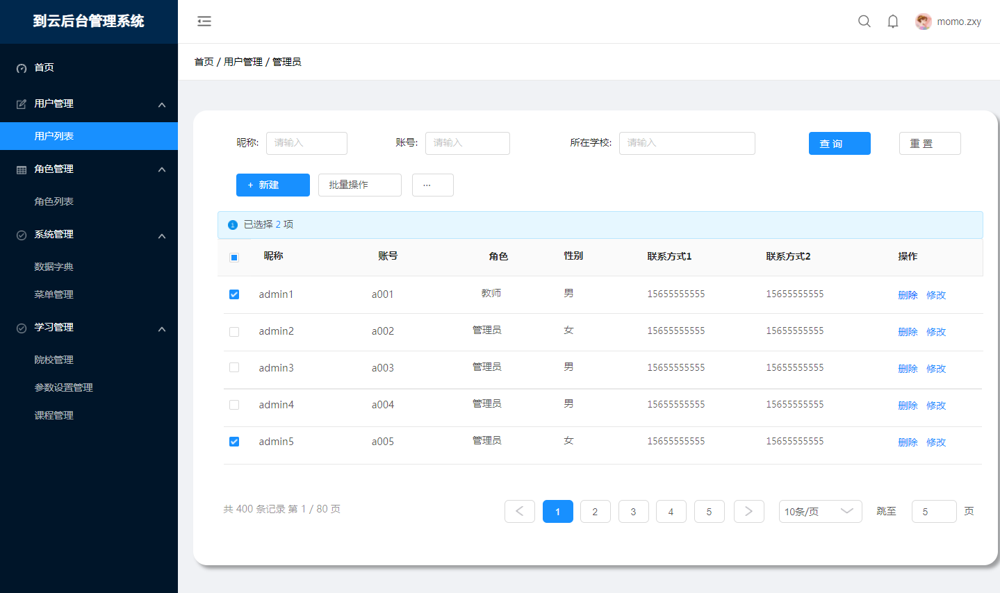 到云后台管理系统
momo.zxy
首页
用户管理
用户列表
角色管理
角色列表
系统管理
数据字典
菜单管理
学习管理
院校管理
参数设置管理
课程管理
首页 / 用户管理 / 管理员
昵称: 请输入 账号: 请输入 所在学校: 请输入 查 询 重 置
+ 新建 批量操作 ...
已选择 2 项
昵称 账号 角色 性别 联系方式1 联系方式2 操作
admin1 a001 教师 男 15655555555 15655555555 删除 修改
admin2 a002 管理员 女 15655555555 15655555555 删除 修改
admin3 a003 管理员 男 15655555555 15655555555 删除 修改
admin4 a004 管理员 男 15655555555 15655555555 删除 修改
admin5 a005 管理员 女 15655555555 15655555555 删除 修改
共 400 条记录 第 1 / 80 页 1 2 3 4 5 10条/页 跳至 5 页